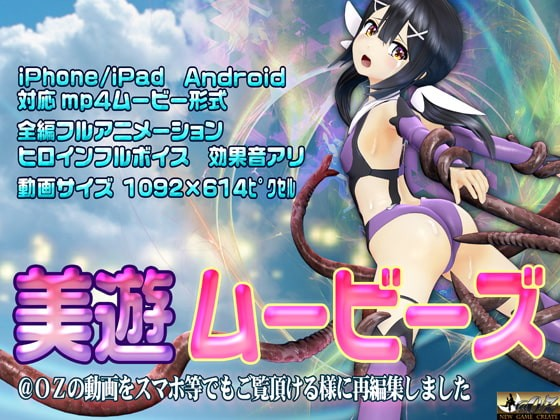 iPhone/iPad Android
対応mp4ムービー形式
全編フルアニメーション
ヒロインフルボイス 効果音アリ
動画サイズ 1092×614ﾋﾟｸｾﾙ
美遊 ムービーズ
@OZの動画をスマホ等でもご覧頂ける様に再編集しました
NEW GAME CREATE